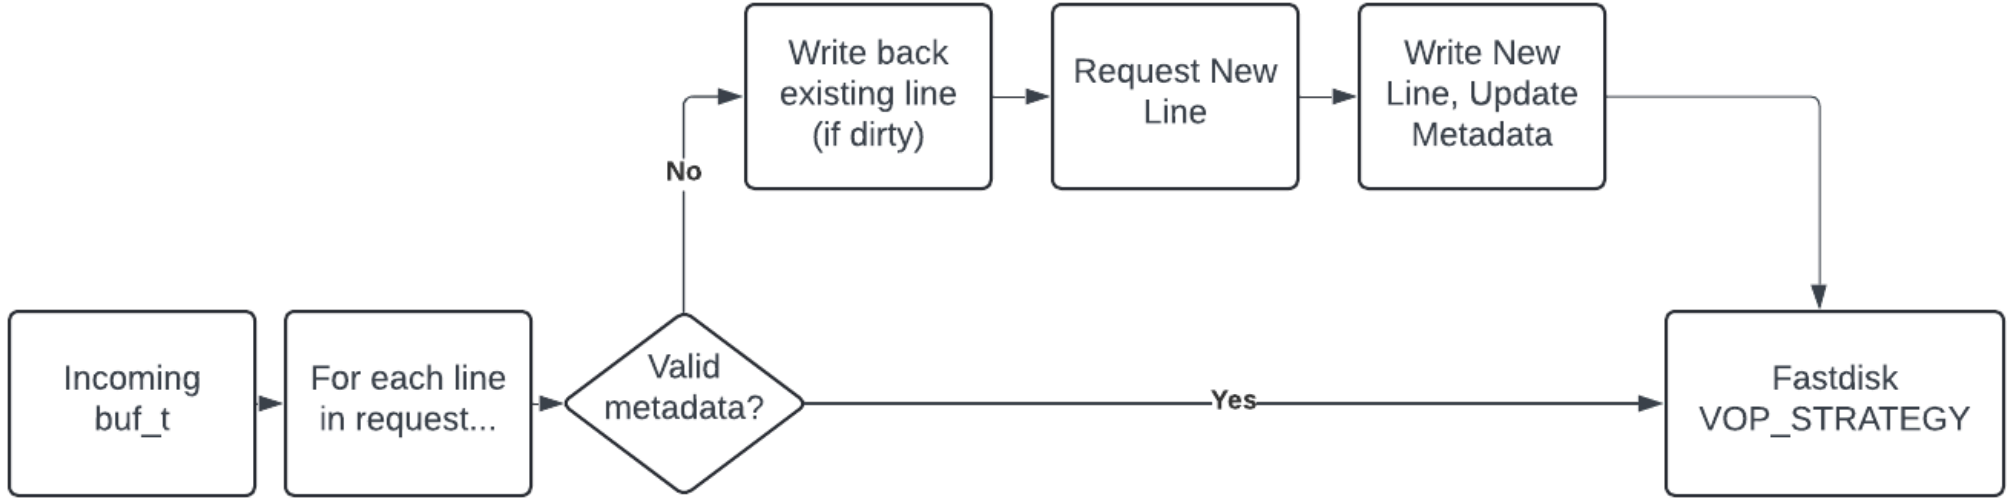 Write back
existing line
(if dirty)
Request New
Line
Write New
Line, Update
Metadata
No
Incoming
buf_t
For each line
in request...
Valid
metadata?
Yes
Fastdisk
VOP_STRATEGY